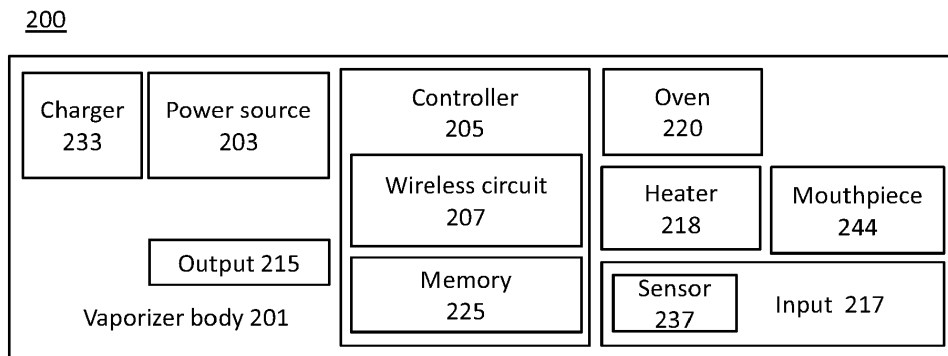 200
Charger
233
Power source
203
Controller
205
Oven
220
Wireless circuit
207
Heater
218
Mouthpiece
244
Output 215
Memory
225
Sensor
237
Input 217
Vaporizer body 201